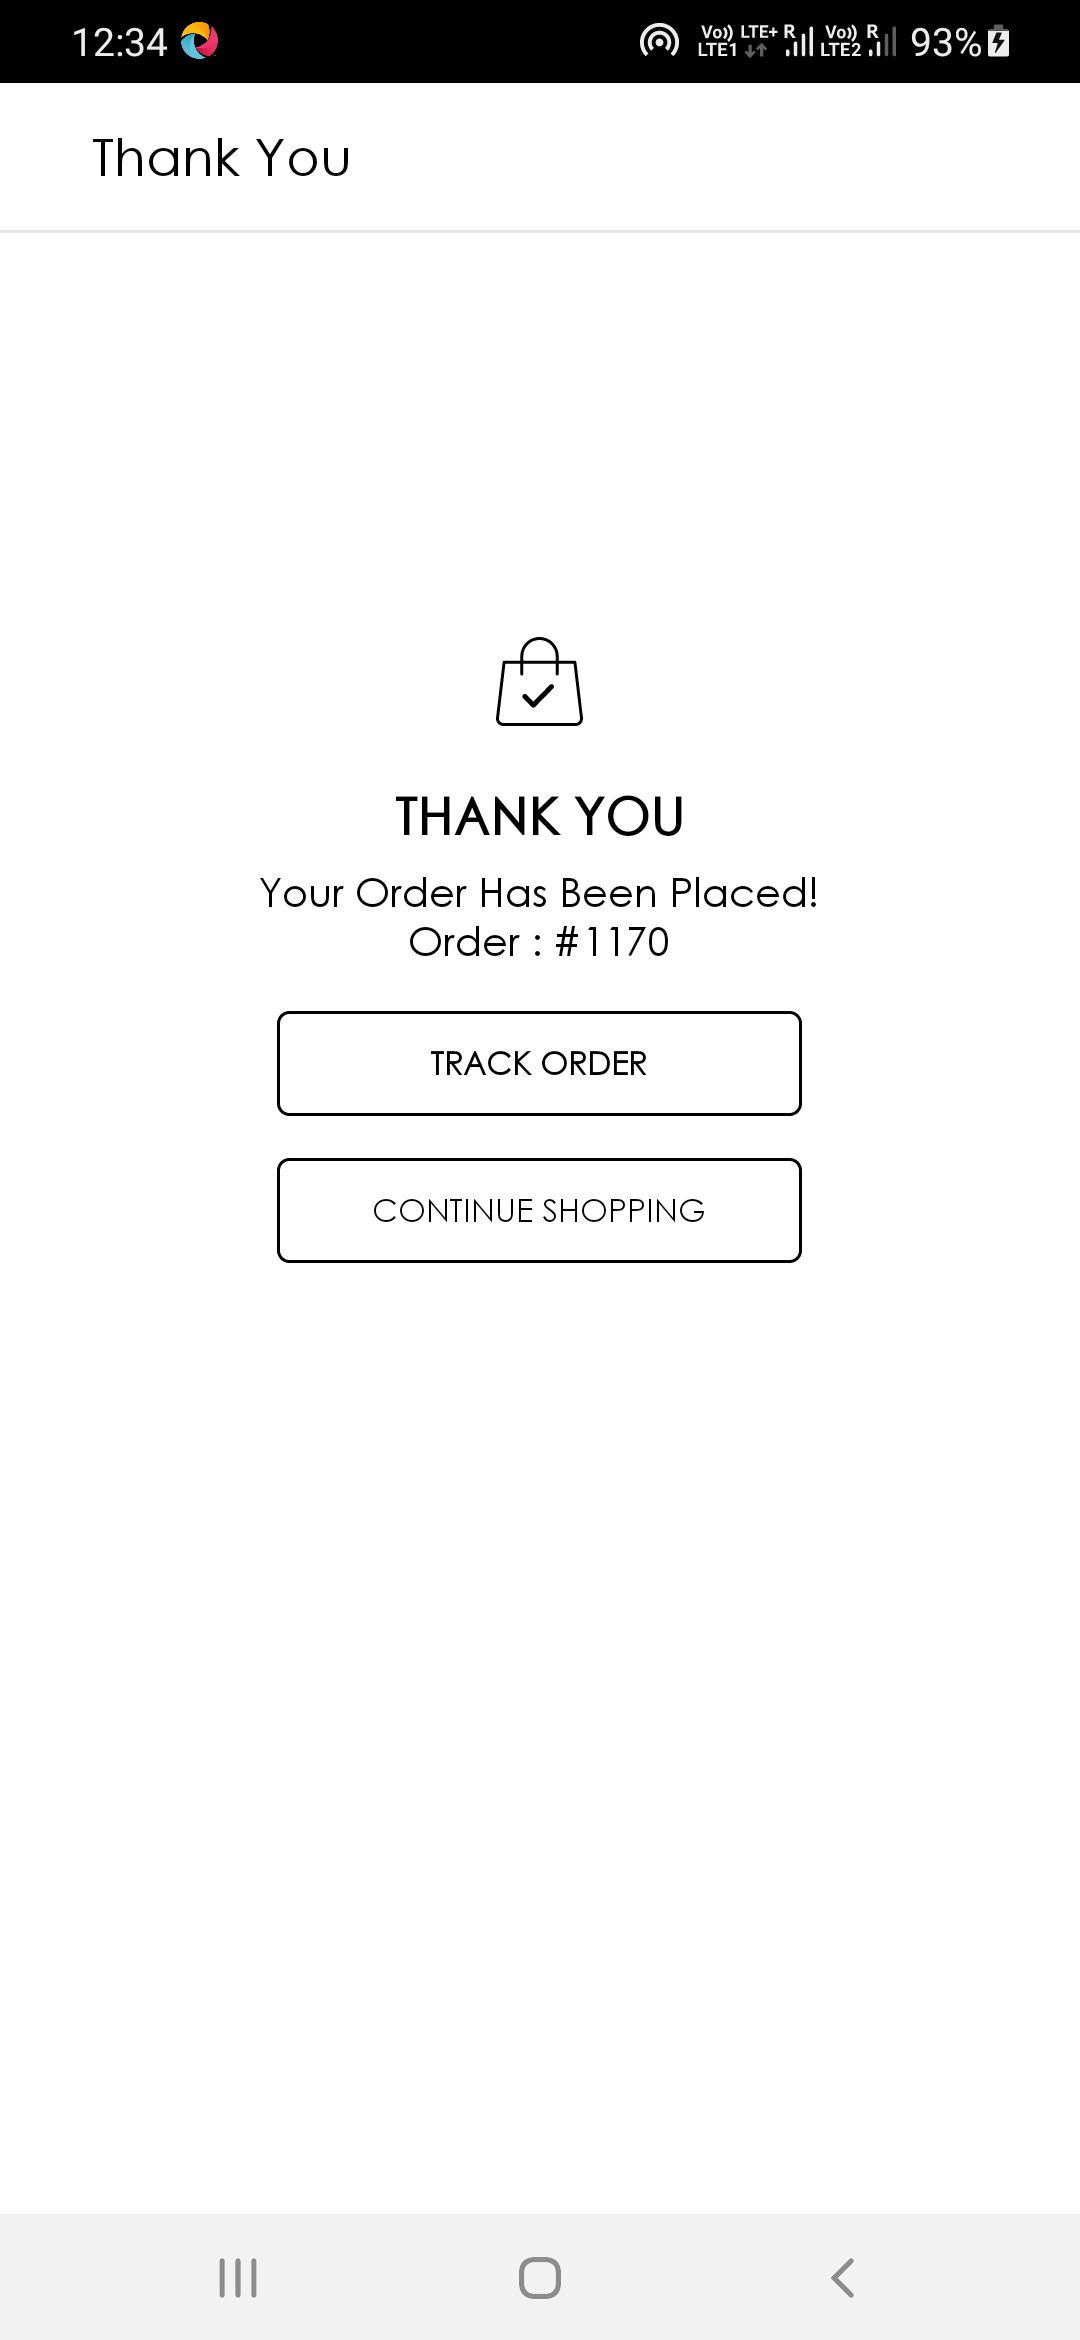 12:34 Vo)) LTE+ R Vo)) R 93%
LTE1 LTE2
Thank You
THANK YOU
Your Order Has Been Placed!
Order : #1170
TRACK ORDER
CONTINUE SHOPPING